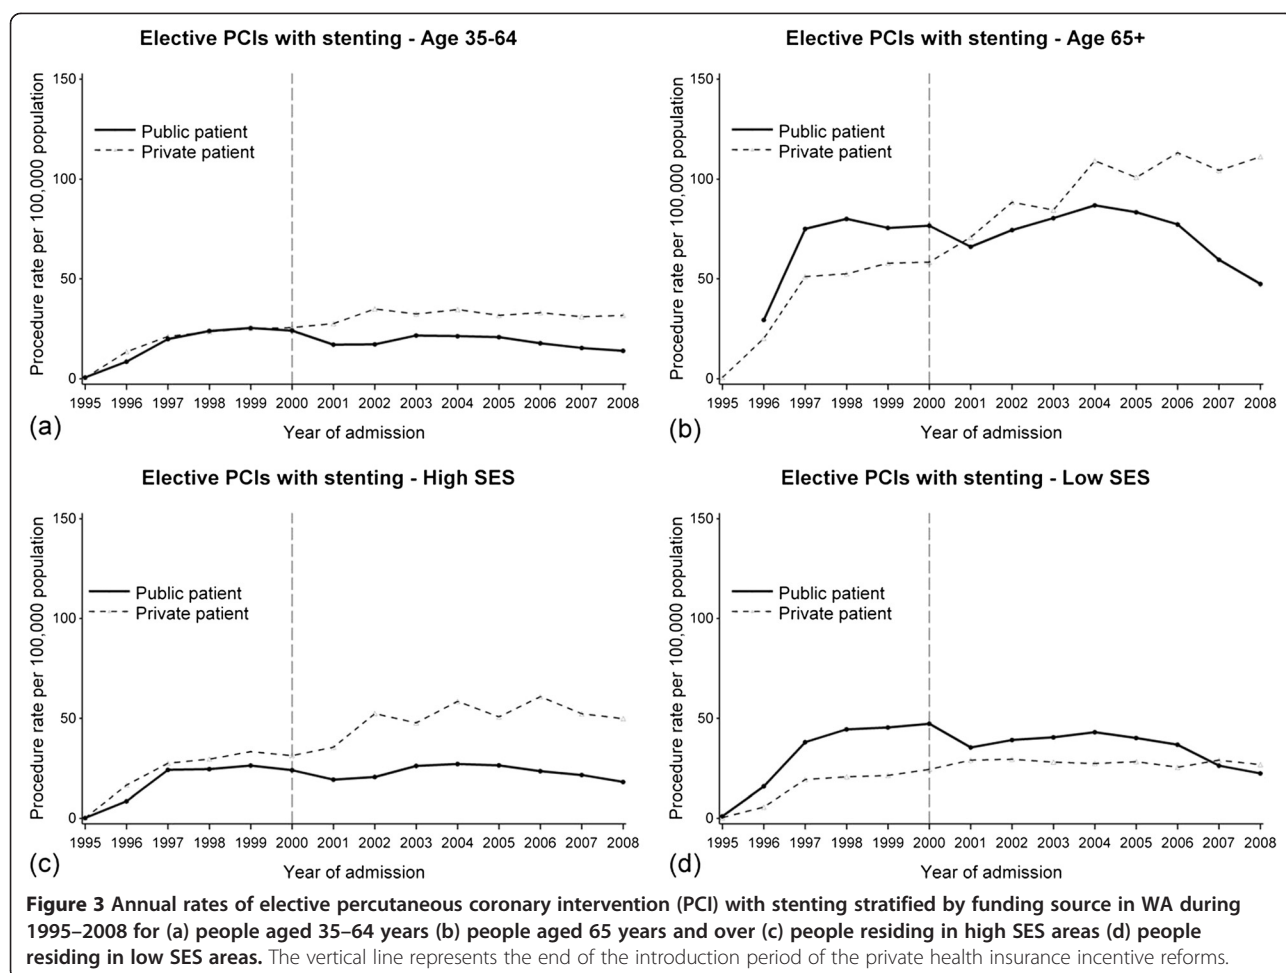 Elective PCIs with stenting - Age 35-64
Procedure rate per 100,000 population
150
100
50
0
Public patient
Private patient
1995 1996 1997 1998 1999 2000 2001 2002 2003 2004 2005 2006 2007 2008
(a)
Year of admission
Elective PCIs with stenting - Age 65+
Procedure rate per 100,000 population
150
100
50
0
Public patient
Private patient
1995 1996 1997 1998 1999 2000 2001 2002 2003 2004 2005 2006 2007 2008
(b)
Year of admission
Elective PCIs with stenting - High SES
Procedure rate per 100,000 population
150
100
50
0
Public patient
Private patient
1995 1996 1997 1998 1999 2000 2001 2002 2003 2004 2005 2006 2007 2008
(c)
Year of admission
Elective PCIs with stenting - Low SES
Procedure rate per 100,000 population
150
100
50
0
Public patient
Private patient
1995 1996 1997 1998 1999 2000 2001 2002 2003 2004 2005 2006 2007 2008
(d)
Year of admission
Figure 3 Annual rates of elective percutaneous coronary intervention (PCI) with stenting stratified by funding source in WA during
1995–2008 for (a) people aged 35–64 years (b) people aged 65 years and over (c) people residing in high SES areas (d) people
residing in low SES areas. The vertical line represents the end of the introduction period of the private health insurance incentive reforms.